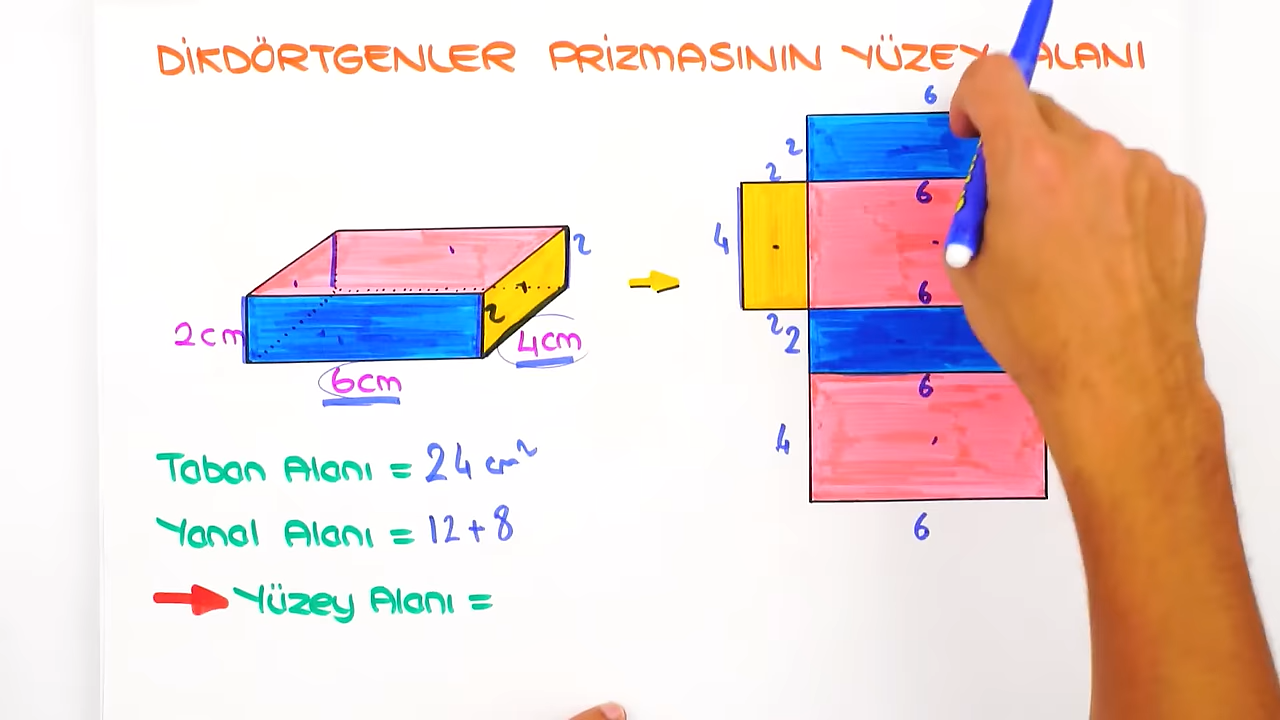 DİKDÖRTGENLER PRİZMASININ YÜZEY ALANI
6
2
2
6
4
2
2cm
2
4cm
6
2
2
6cm
6
Taban Alanı = 24 cm²
4
Yanal Alanı = 12+8
6
Yüzey Alanı =